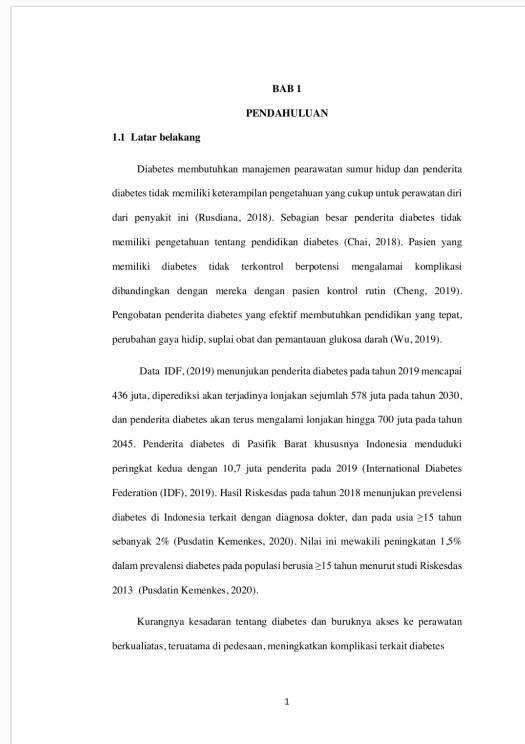 BAB 1
PENDAHULUAN
1.1 Latar belakang
Diabetes membutuhkan manajemen pearawatan sumur hidup dan penderita
diabetes tidak memiliki keterampilan pengetahuan yang cukup untuk perawatan diri
dari penyakit ini (Rusdiana, 2018). Sebagian besar penderita diabetes tidak
memiliki pengetahuan tentang pendidikan diabetes (Chai, 2018). Pasien yang
memiliki diabetes tidak terkontrol berpotensi mengalamai komplikasi
dibandingkan dengan mereka dengan pasien kontrol rutin (Cheng, 2019).
Pengobatan penderita diabetes yang efektif membutuhkan pendidikan yang tepat,
perubahan gaya hidip, suplai obat dan pemantauan glukosa darah (Wu, 2019).
Data IDF, (2019) menunjukan penderita diabetes pada tahun 2019 mencapai
436 juta, diperediksi akan terjadinya lonjakan sejumlah 578 juta pada tahun 2030,
dan penderita diabetes akan terus mengalami lonjakan hingga 700 juta pada tahun
2045. Penderita diabetes di Pasifik Barat khususnya Indonesia menduduki
peringkat kedua dengan 10,7 juta penderita pada 2019 (International Diabetes
Federation (IDF), 2019). Hasil Riskesdas pada tahun 2018 menunjukan prevelensi
diabetes di Indonesia terkait dengan diagnosa dokter, dan pada usia ≥15 tahun
sebanyak 2% (Pusdatin Kemenkes, 2020). Nilai ini mewakili peningkatan 1,5%
dalam prevalensi diabetes pada populasi berusia ≥15 tahun menurut studi Riskesdas
2013 (Pusdatin Kemenkes, 2020).
Kurangnya kesadaran tentang diabetes dan buruknya akses ke perawatan
berkualiatas, teruatama di pedesaan, meningkatkan komplikasi terkait diabetes
1